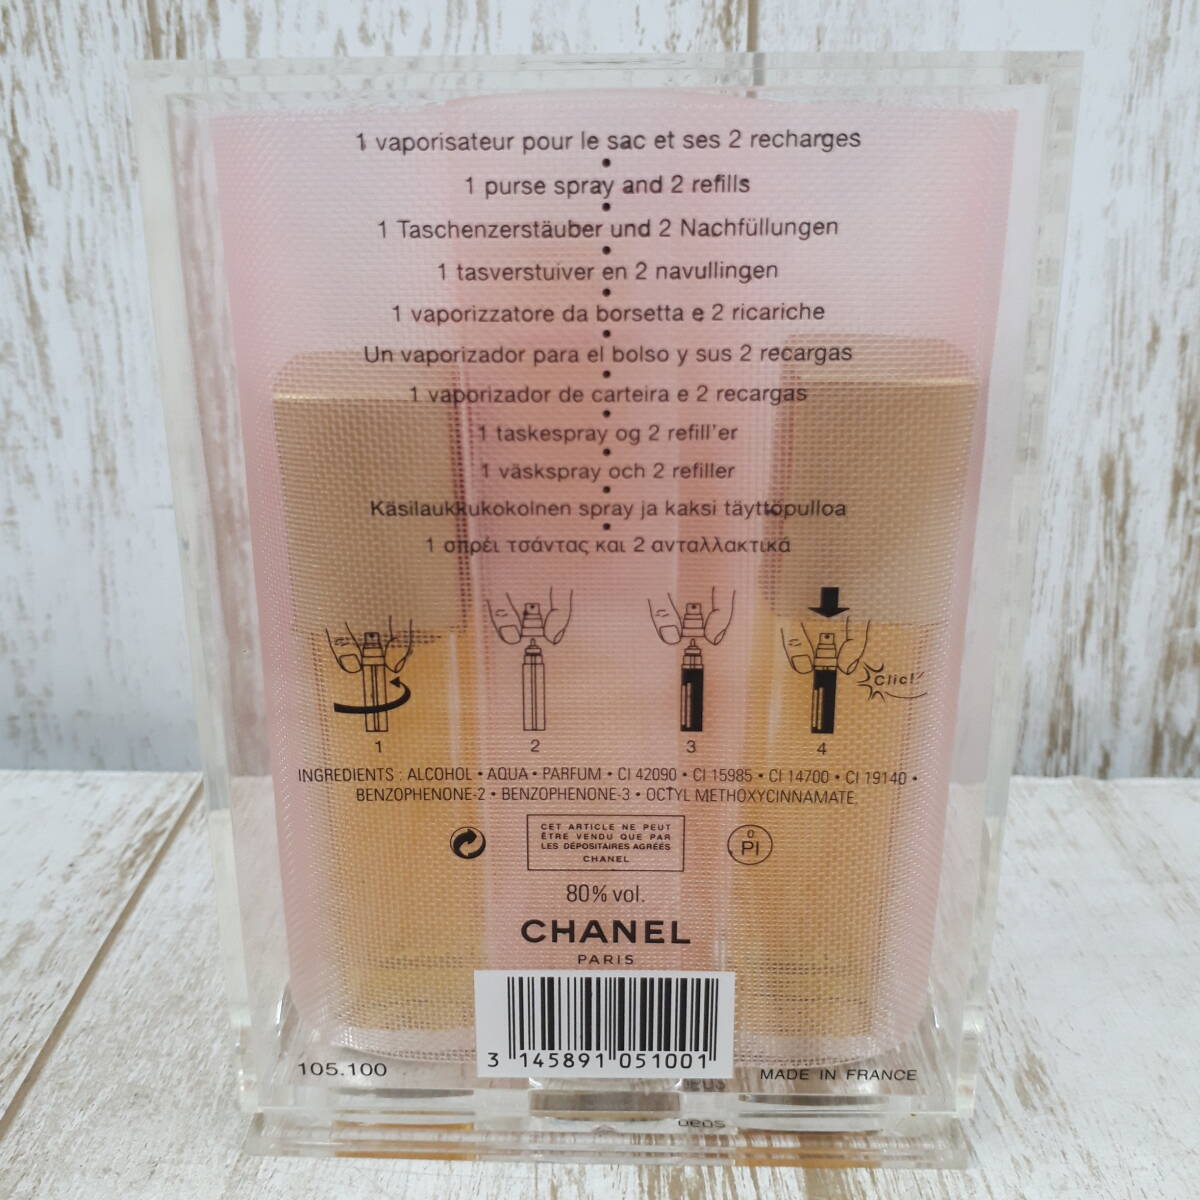 1 vaporisateur pour le sac et ses 2 recharges
•
1 purse spray and 2 refills
•
1 Taschenzerstäuber und 2 Nachfüllungen
•
1 tasverstuiver en 2 navullingen
•
1 vaporizzatore da borsetta e 2 ricariche
•
Un vaporizador para el bolso y sus 2 recargas
•
1 vaporizador de carteira e 2 recargas
•
1 taskespray og 2 refill'er
•
1 väskspray och 2 refiller
•
Käsilaukkukokoinen spray ja kaksi täyttöpulloa
•
1 σπρέι τσάντας και 2 ανταλλακτικά
Clic!
1 2 3 4
INGREDIENTS : ALCOHOL • AQUA • PARFUM • CI 42090 • CI 15985 • CI 14700 • CI 19140 •
BENZOPHENONE-2 • BENZOPHENONE-3 • OCTYL METHOXYCINNAMATE
CET ARTICLE NE PEUT
ÊTRE VENDU QUE PAR
LES DÉPOSITAIRES AGRÉÉS
CHANEL
0
PI
80% vol.
CHANEL
PARIS
3 145891 051001
105.100
MADE IN FRANCE